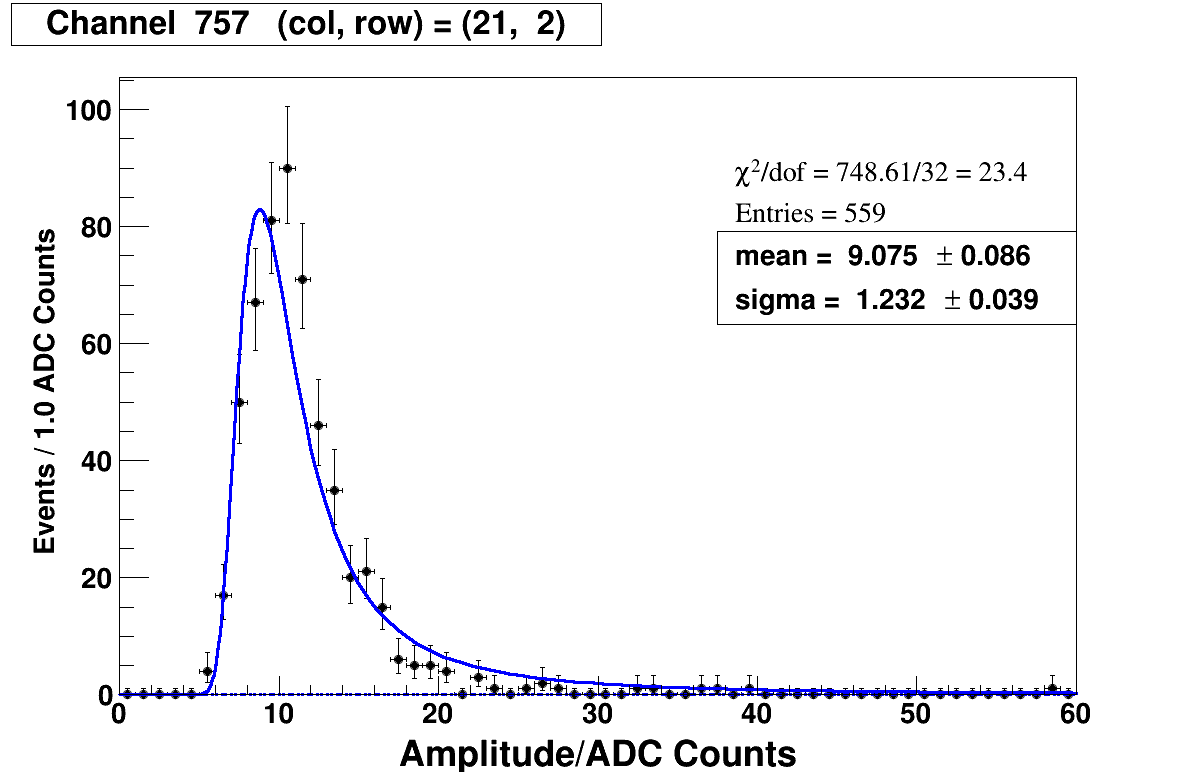 Channel 757 (col, row) = (21, 2)
χ²/dof = 748.61/32 = 23.4
Entries = 559
mean = 9.075 ± 0.086
sigma = 1.232 ± 0.039
Events / 1.0 ADC Counts
100
80
60
40
20
0
0 10 20 30 40 50 60
Amplitude/ADC Counts